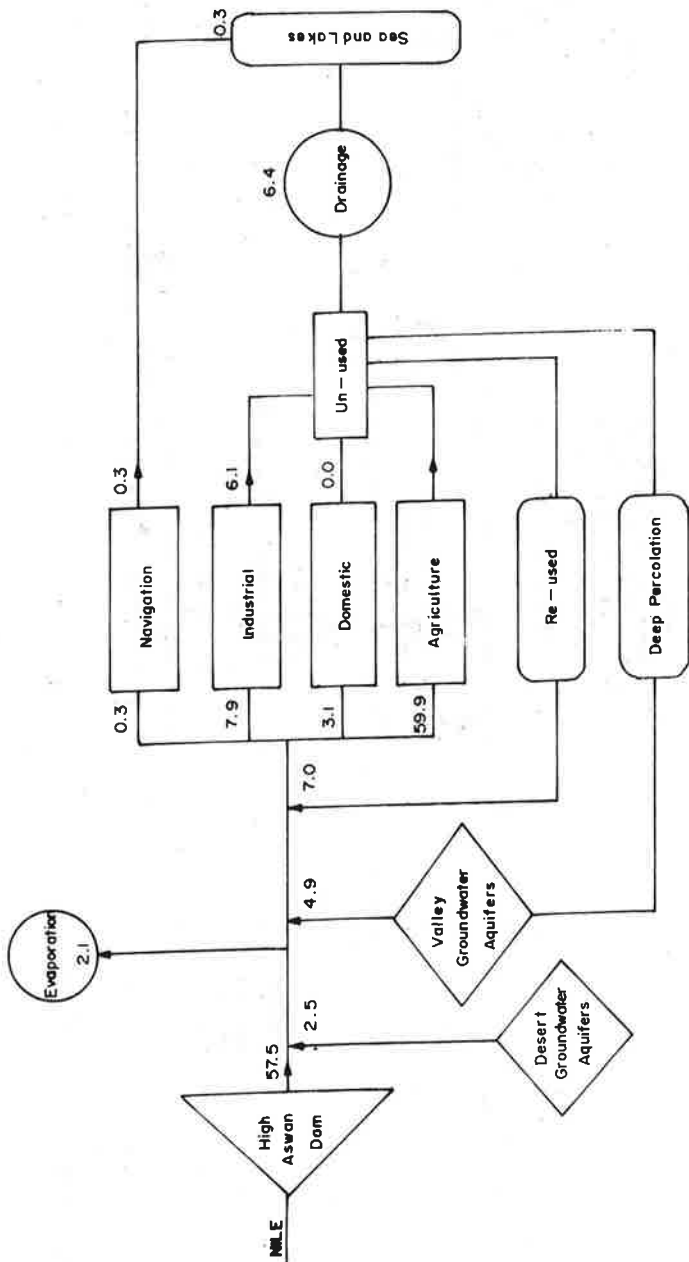 NILE
High
Aswan
Dam
57.5
2.5
Desert
Groundwater
Aquifers
Evaporation
2.1
4.9
Valley
Groundwater
Aquifers
7.0
0.3
Navigation
0.3
7.9
Industrial
6.1
3.1
Domestic
0.0
59.9
Agriculture
Re-used
Deep Percolation
Un-used
6.4
Drainage
0.3
Sea and Lakes